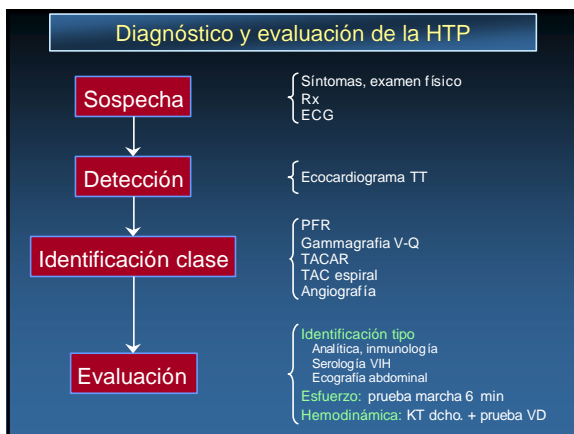 Diagnóstico y evaluación de la HTP
Sospecha
Síntomas, examen físico
Rx
ECG
Detección
Ecocardiograma TT
Identificación clase
PFR
Gammagrafia V-Q
TACAR
TAC espiral
Angiografía
Evaluación
Identificación tipo
Analítica, inmunología
Serología VIH
Ecografía abdominal
Esfuerzo: prueba marcha 6 min
Hemodinámica: KT dcho. + prueba VD